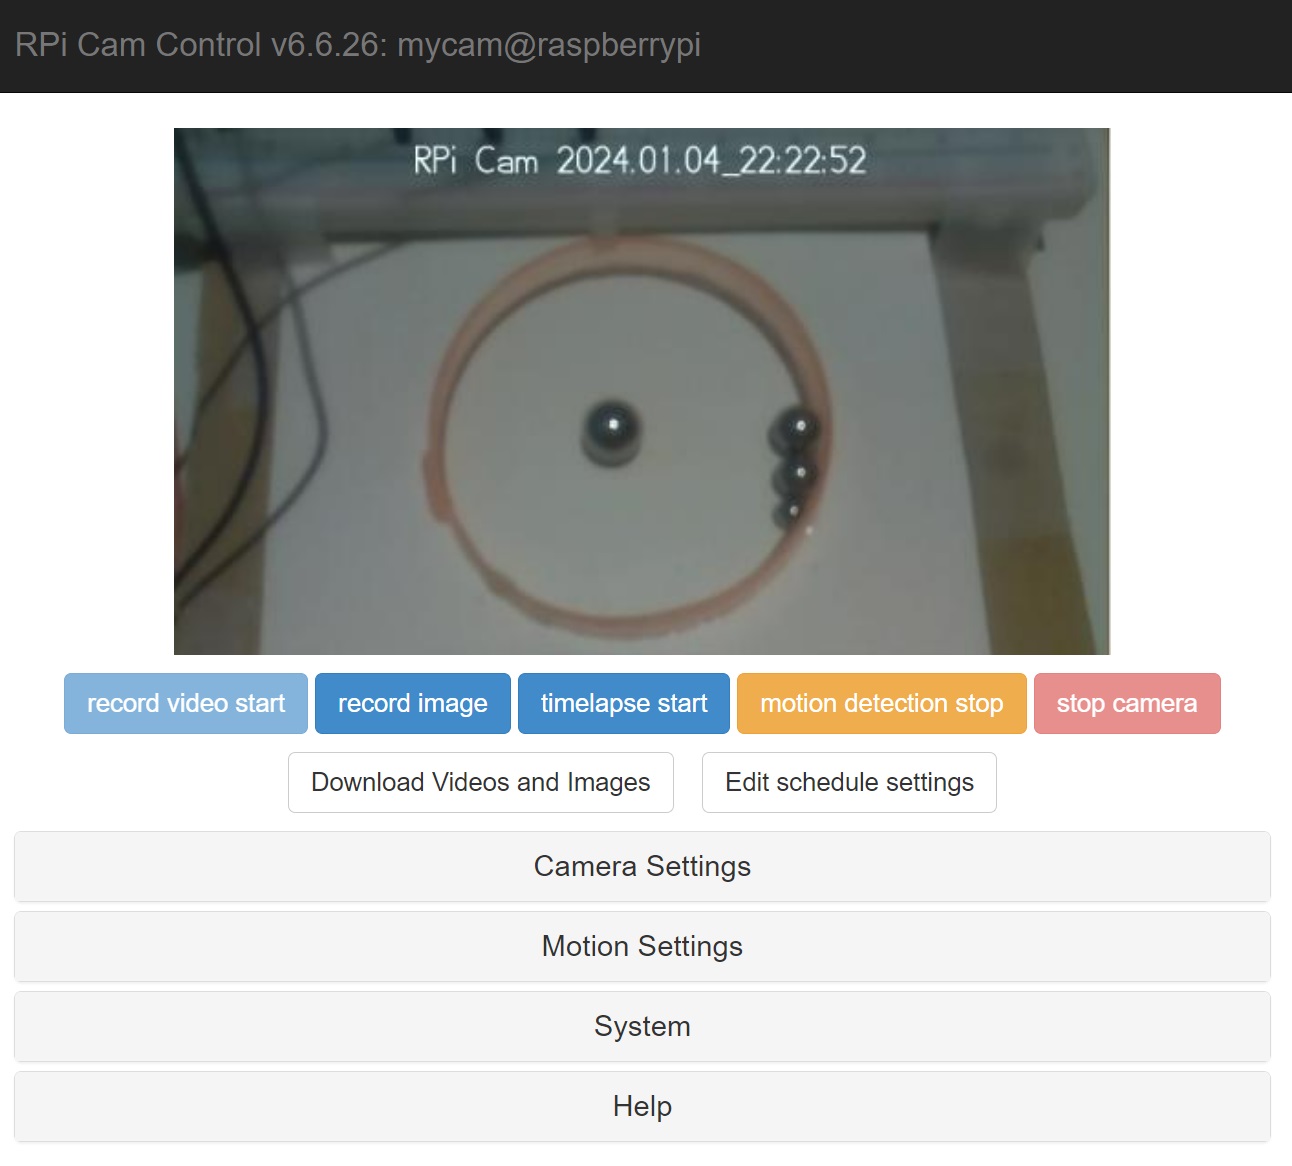 RPi Cam Control v6.6.26: mycam@raspberrypi
RPi Cam 2024.01.04_22:22:52
record video start record image timelapse start motion detection stop stop camera
Download Videos and Images Edit schedule settings
Camera Settings
Motion Settings
System
Help